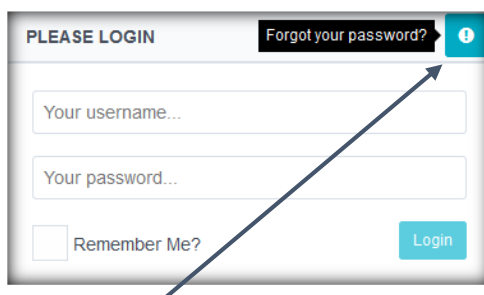 PLEASE LOGIN
Forgot your password?
Your username...
Your password...
Remember Me?
Login